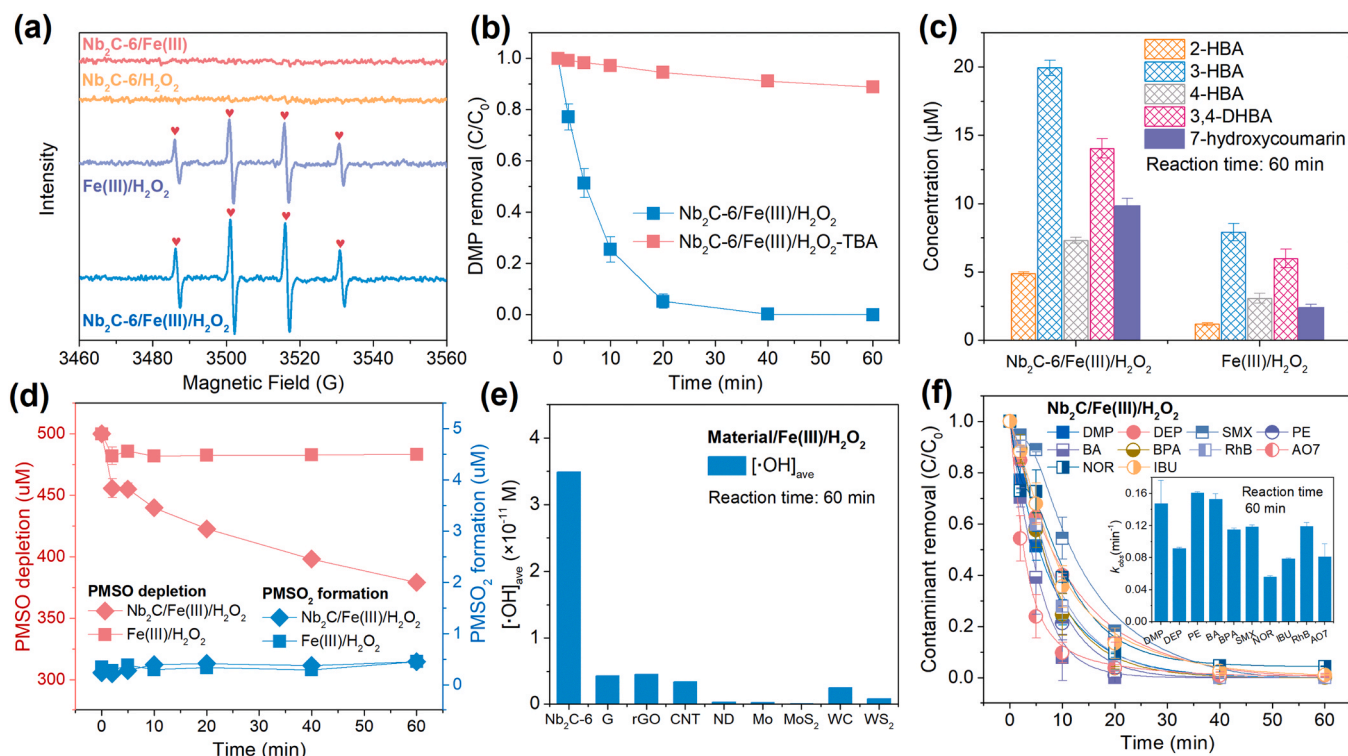 (a)
Nb₂C-6/Fe(III)
Nb₂C-6/H₂O₂
Fe(III)/H₂O₂
Nb₂C-6/Fe(III)/H₂O₂
Intensity
3460 3480 3500 3520 3540 3560
Magnetic Field (G)
(b)
DMP removal (C/C₀)
1.0
0.8
0.6
0.4
0.2
0.0
Nb₂C-6/Fe(III)/H₂O₂
Nb₂C-6/Fe(III)/H₂O₂-TBA
0 10 20 30 40 50 60
Time (min)
(c)
Concentration (μM)
20
15
10
5
0
2-HBA
3-HBA
4-HBA
3,4-DHBA
7-hydroxycoumarin
Reaction time: 60 min
Nb₂C-6/Fe(III)/H₂O₂ Fe(III)/H₂O₂
(d)
PMSO depletion (uM)
500
450
400
375
350
325
300
PMSO depletion
Nb₂C/Fe(III)/H₂O₂
Fe(III)/H₂O₂
PMSO₂ formation
Nb₂C/Fe(III)/H₂O₂
Fe(III)/H₂O₂
5
4
3
2
1
0
PMSO₂ formation (uM)
0 10 20 30 40 50 60
Time (min)
(e)
[·OH]ave (×10⁻¹¹ M)
4
3
2
1
0
Material/Fe(III)/H₂O₂
[·OH]ave
Reaction time: 60 min
Nb₂C-6 G rGO CNT ND Mo MoS₂ WC WS₂
(f)
Contaminant removal (C/C₀)
1.0
0.8
0.6
0.4
0.2
0.0
Nb₂C/Fe(III)/H₂O₂
DMP DEP SMX PE
BA BPA RhB AO7
NOR IBU
Reaction time
60 min
kobs(min⁻¹)
0.16
0.12
0.08
0.04
0.00
DMP DEP PE BA BPA SMX NOR IBU RhB AO7
0 10 20 30 40 50 60
Time (min)